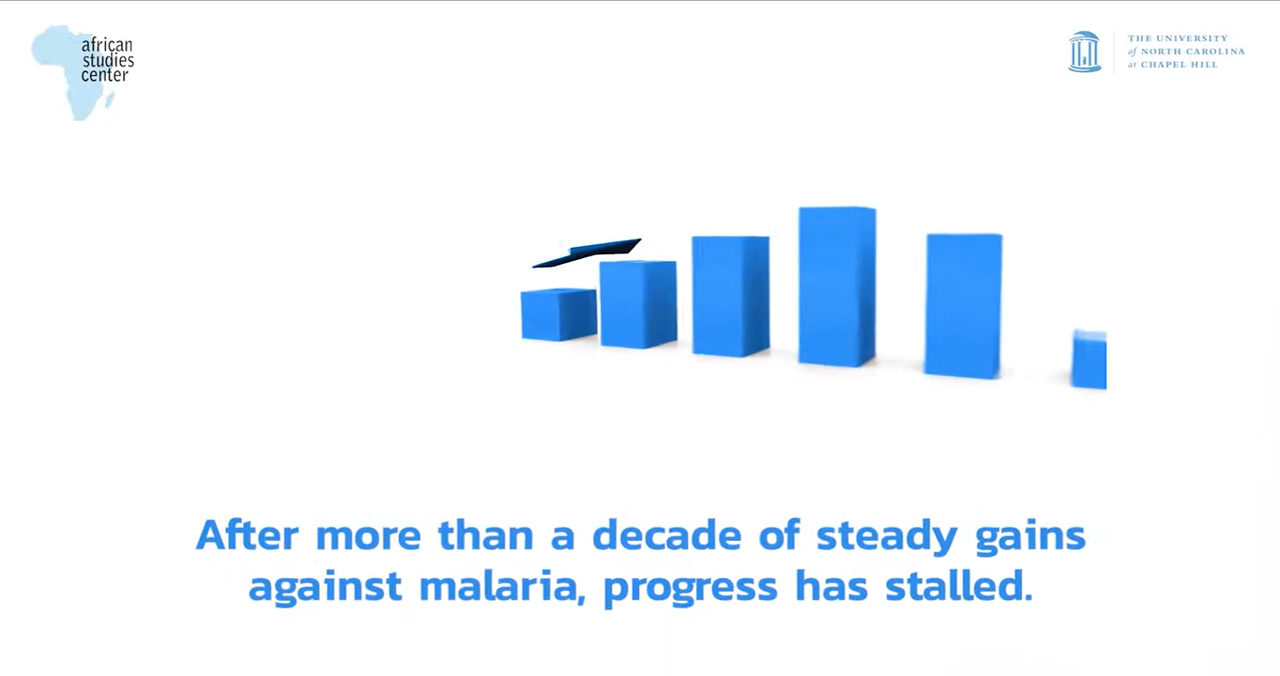 african
studies
center
THE UNIVERSITY
of NORTH CAROLINA
at CHAPEL HILL
After more than a decade of steady gains
against malaria, progress has stalled.